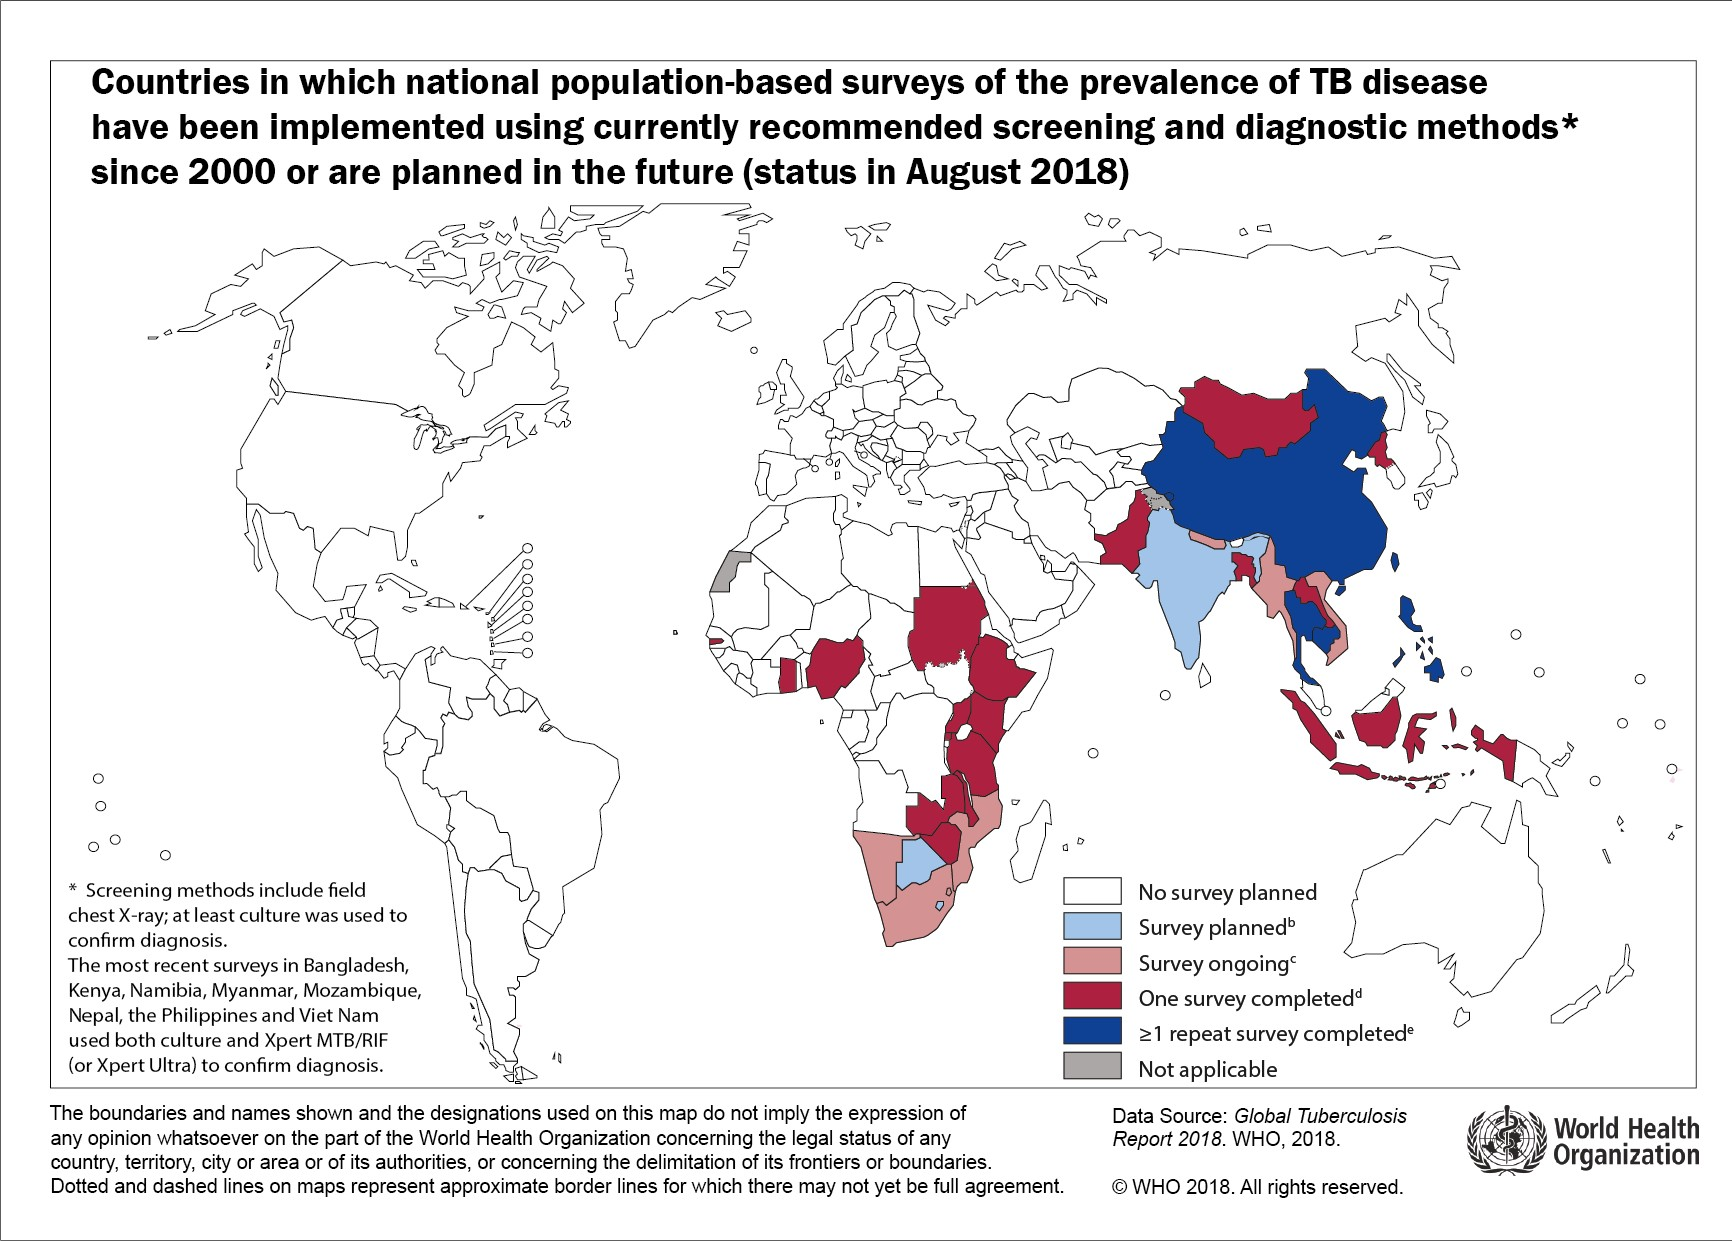 Countries in which national population-based surveys of the prevalence of TB disease
have been implemented using currently recommended screening and diagnostic methods*
since 2000 or are planned in the future (status in August 2018)
* Screening methods include field
chest X-ray; at least culture was used to
confirm diagnosis.
The most recent surveys in Bangladesh,
Kenya, Namibia, Myanmar, Mozambique,
Nepal, the Philippines and Viet Nam
used both culture and Xpert MTB/RIF
(or Xpert Ultra) to confirm diagnosis.
No survey planned
Survey plannedᵇ
Survey ongoingᶜ
One survey completedᵈ
≥1 repeat survey completedᵉ
Not applicable
The boundaries and names shown and the designations used on this map do not imply the expression of
any opinion whatsoever on the part of the World Health Organization concerning the legal status of any
country, territory, city or area or of its authorities, or concerning the delimitation of its frontiers or boundaries.
Dotted and dashed lines on maps represent approximate border lines for which there may not yet be full agreement.
Data Source: Global Tuberculosis
Report 2018. WHO, 2018.
© WHO 2018. All rights reserved.
World Health
Organization